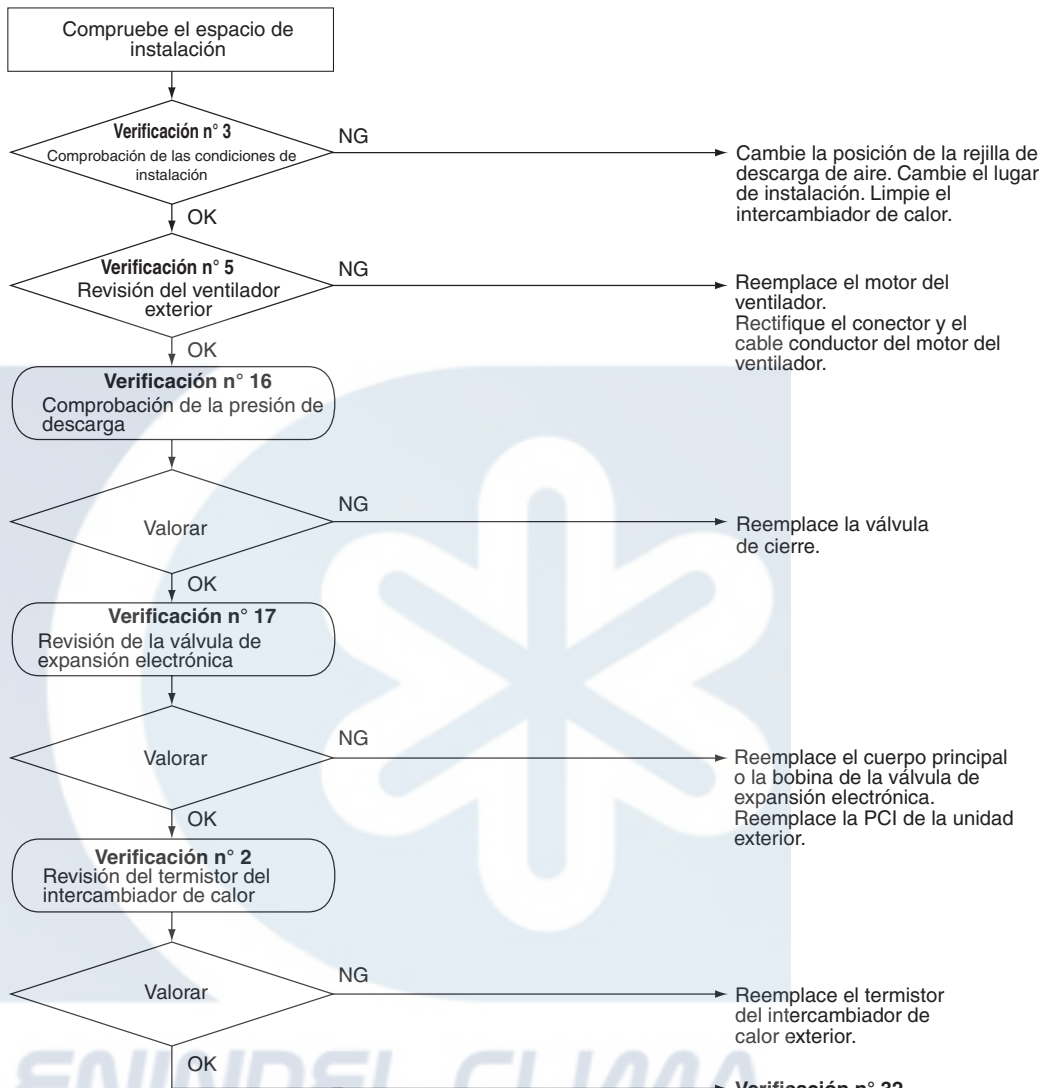 Compruebe el espacio de
instalación
Verificación n° 3
Comprobación de las condiciones de
instalación
NG
Cambie la posición de la rejilla de
descarga de aire. Cambie el lugar
de instalación. Limpie el
intercambiador de calor.
OK
Verificación n° 5
Revisión del ventilador
exterior
NG
Reemplace el motor del
ventilador.
Rectifique el conector y el
cable conductor del motor del
ventilador.
OK
Verificación n° 16
Comprobación de la presión de
descarga
Valorar
NG
Reemplace la válvula
de cierre.
OK
Verificación n° 17
Revisión de la válvula de
expansión electrónica
Valorar
NG
Reemplace el cuerpo principal
o la bobina de la válvula de
expansión electrónica.
Reemplace la PCI de la unidad
exterior.
OK
Verificación n° 2
Revisión del termistor del
intercambiador de calor
Valorar
NG
Reemplace el termistor
del intercambiador de
calor exterior.
OK
Verificación n° 32
ENINDEL CLIMA